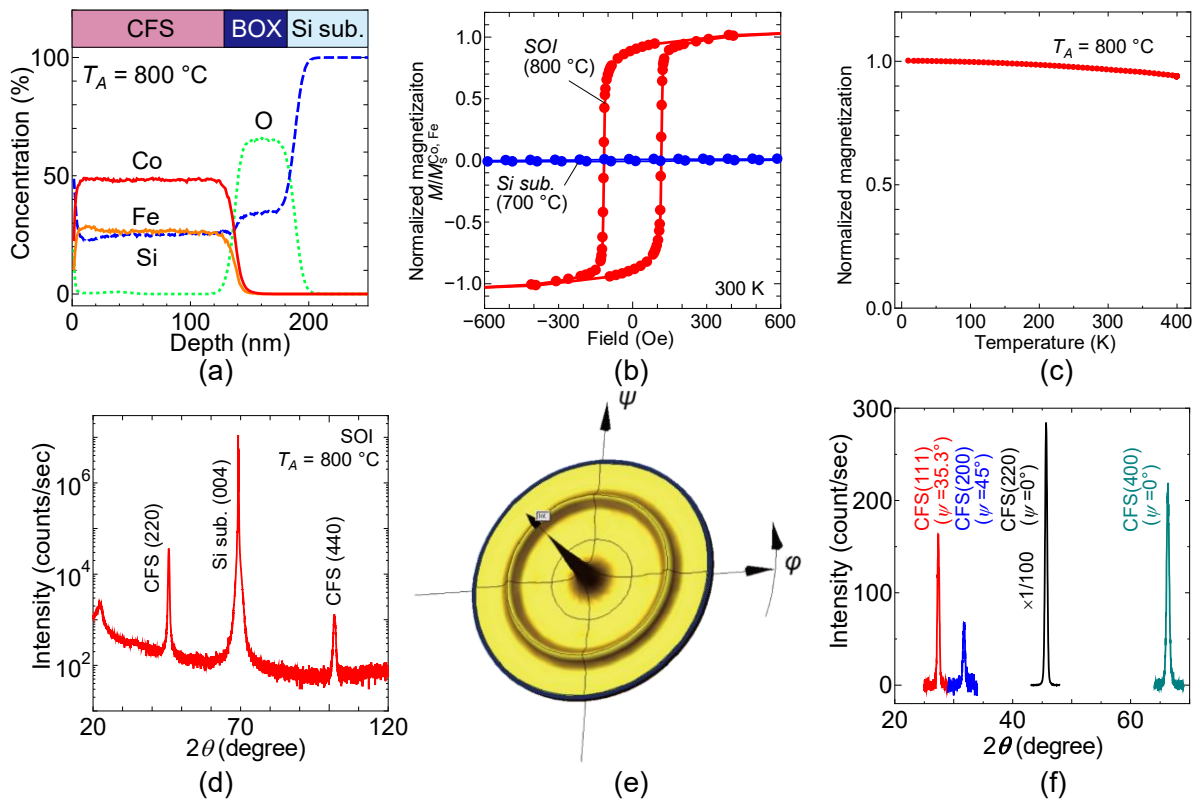 CFS BOX Si sub.
T_A = 800 °C
O
Co
Fe
Si
Concentration (%)
100
50
0
0 100 200
Depth (nm)
(a)
SOI
(800 °C)
Si sub.
(700 °C)
300 K
Normalized magnetizaiton
M/M_s^Co, Fe
1.0
0.5
0.0
−0.5
−1.0
−600 −300 0 300 600
Field (Oe)
(b)
T_A = 800 °C
Normalized magnetization
1.0
0.5
1.0
0 100 200 300 400
Temperature (K)
(c)
SOI
T_A = 800 °C
CFS (220)
Si sub. (004)
CFS (440)
Intensity (counts/sec)
10^6
10^4
10^2
20 70 120
2θ (degree)
(d)
ψ
φ
(e)
CFS(111)
(ψ =35.3°)
CFS(200)
(ψ =45°)
CFS(220)
(ψ =0°)
×1/100
CFS(400)
(ψ =0°)
Intensity (count/sec)
300
200
100
0
20 40 60
2θ (degree)
(f)